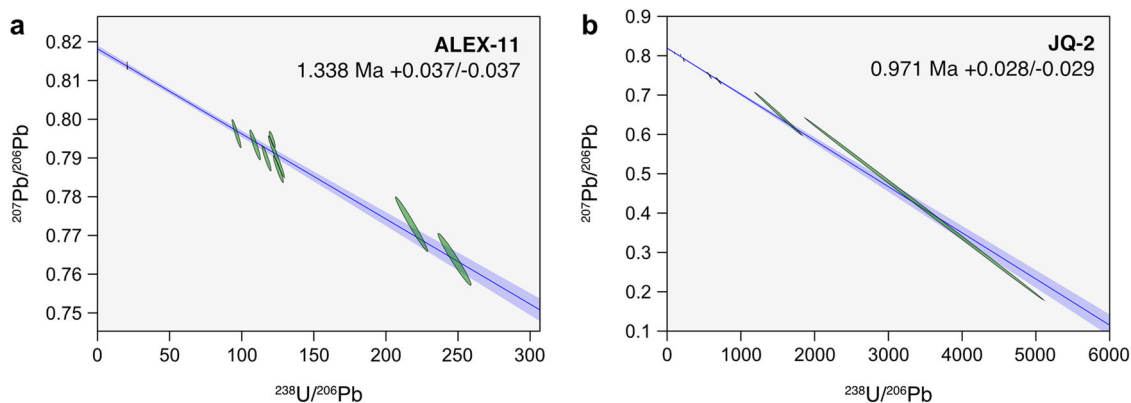 a
ALEX-11
1.338 Ma +0.037/-0.037
0.82
0.81
0.80
0.79
0.78
0.77
0.76
0.75
²⁰⁷Pb/²⁰⁶Pb
0 50 100 150 200 250 300
²³⁸U/²⁰⁶Pb
b
JQ-2
0.971 Ma +0.028/-0.029
0.9
0.8
0.7
0.6
0.5
0.4
0.3
0.2
0.1
²⁰⁷Pb/²⁰⁶Pb
0 1000 2000 3000 4000 5000 6000
²³⁸U/²⁰⁶Pb